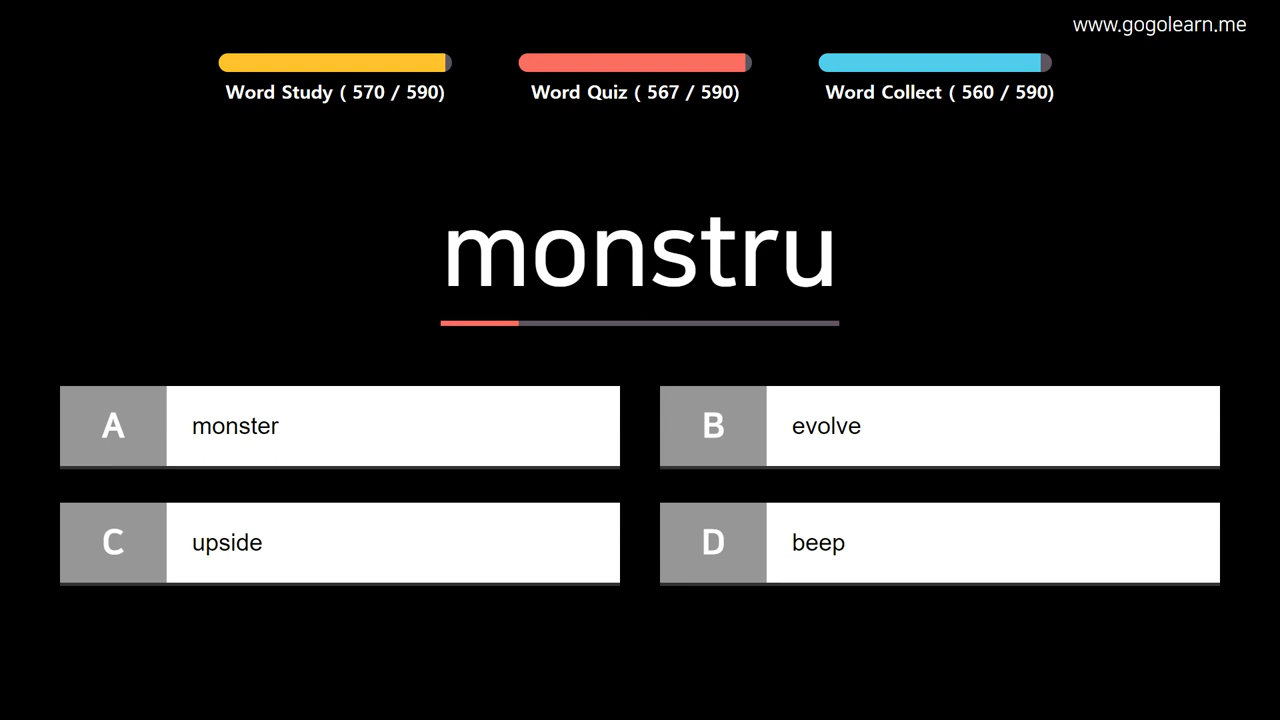 www.gogolearn.me
Word Study ( 570 / 590)
Word Quiz ( 567 / 590)
Word Collect ( 560 / 590)
monstru
A monster
B evolve
C upside
D beep